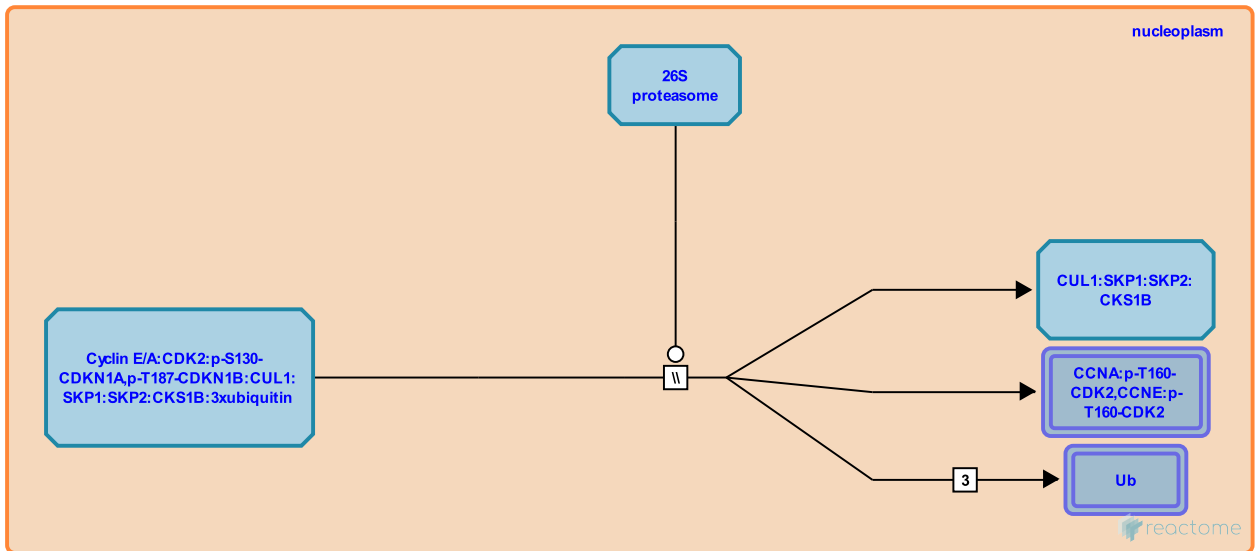 nucleoplasm
26S
proteasome
CUL1:SKP1:SKP2:
CKS1B
Cyclin E/A:CDK2:p-S130-
CDKN1A,p-T187-CDKN1B:CUL1:
SKP1:SKP2:CKS1B:3xubiquitin
\\
CCNA:p-T160-
CDK2,CCNE:p-
T160-CDK2
3
Ub
reactome